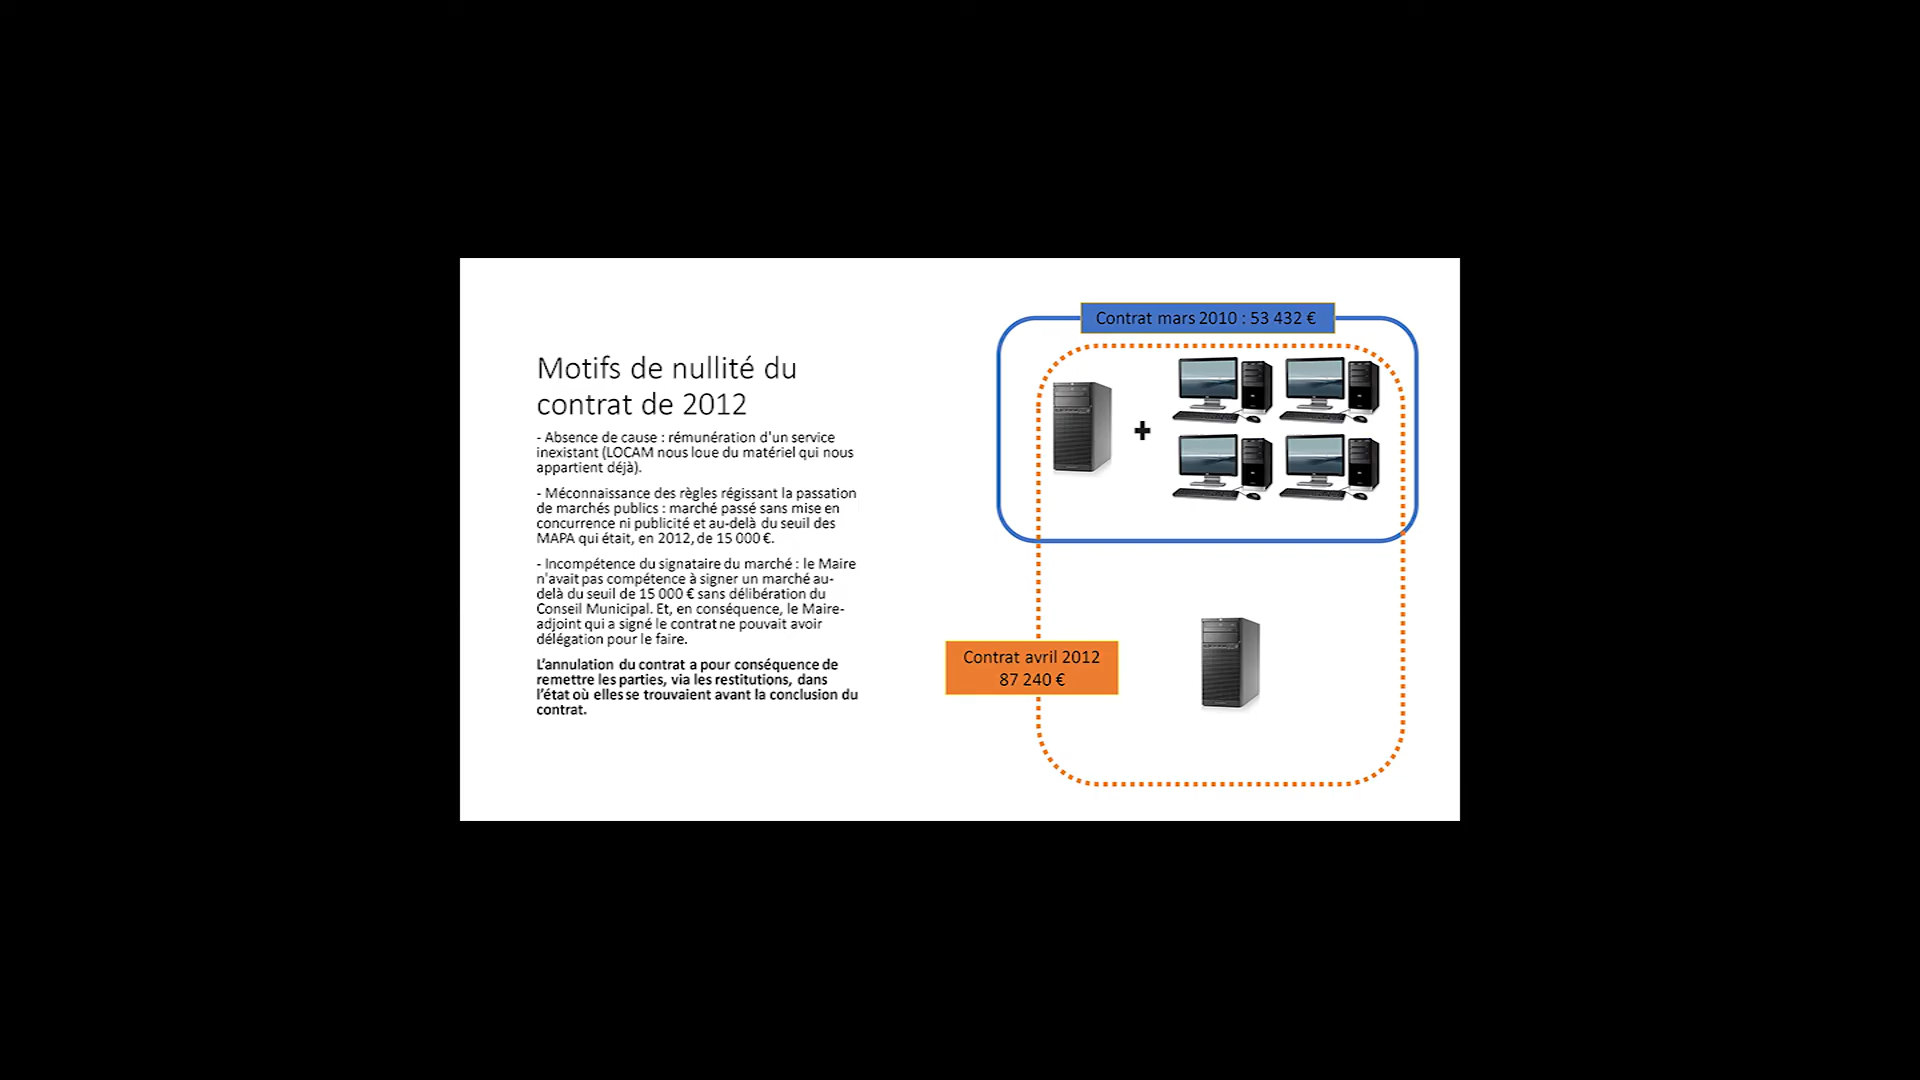 Motifs de nullité du
contrat de 2012
- Absence de cause : rémunération d'un service
inexistant (LOCAM nous loue du matériel qui nous
appartient déjà).
- Méconnaissance des règles régissant la passation
de marchés publics : marché passé sans mise en
concurrence ni publicité et au-delà du seuil des
MAPA qui était, en 2012, de 15 000 €.
- Incompétence du signataire du marché : le Maire
n'avait pas compétence à signer un marché au-
delà du seuil de 15 000 € sans délibération du
Conseil Municipal. Et, en conséquence, le Maire-
adjoint qui a signé le contrat ne pouvait avoir
délégation pour le faire.
L'annulation du contrat a pour conséquence de
remettre les parties, via les restitutions, dans
l'état où elles se trouvaient avant la conclusion du
contrat.
Contrat mars 2010 : 53 432 €
+
Contrat avril 2012
87 240 €